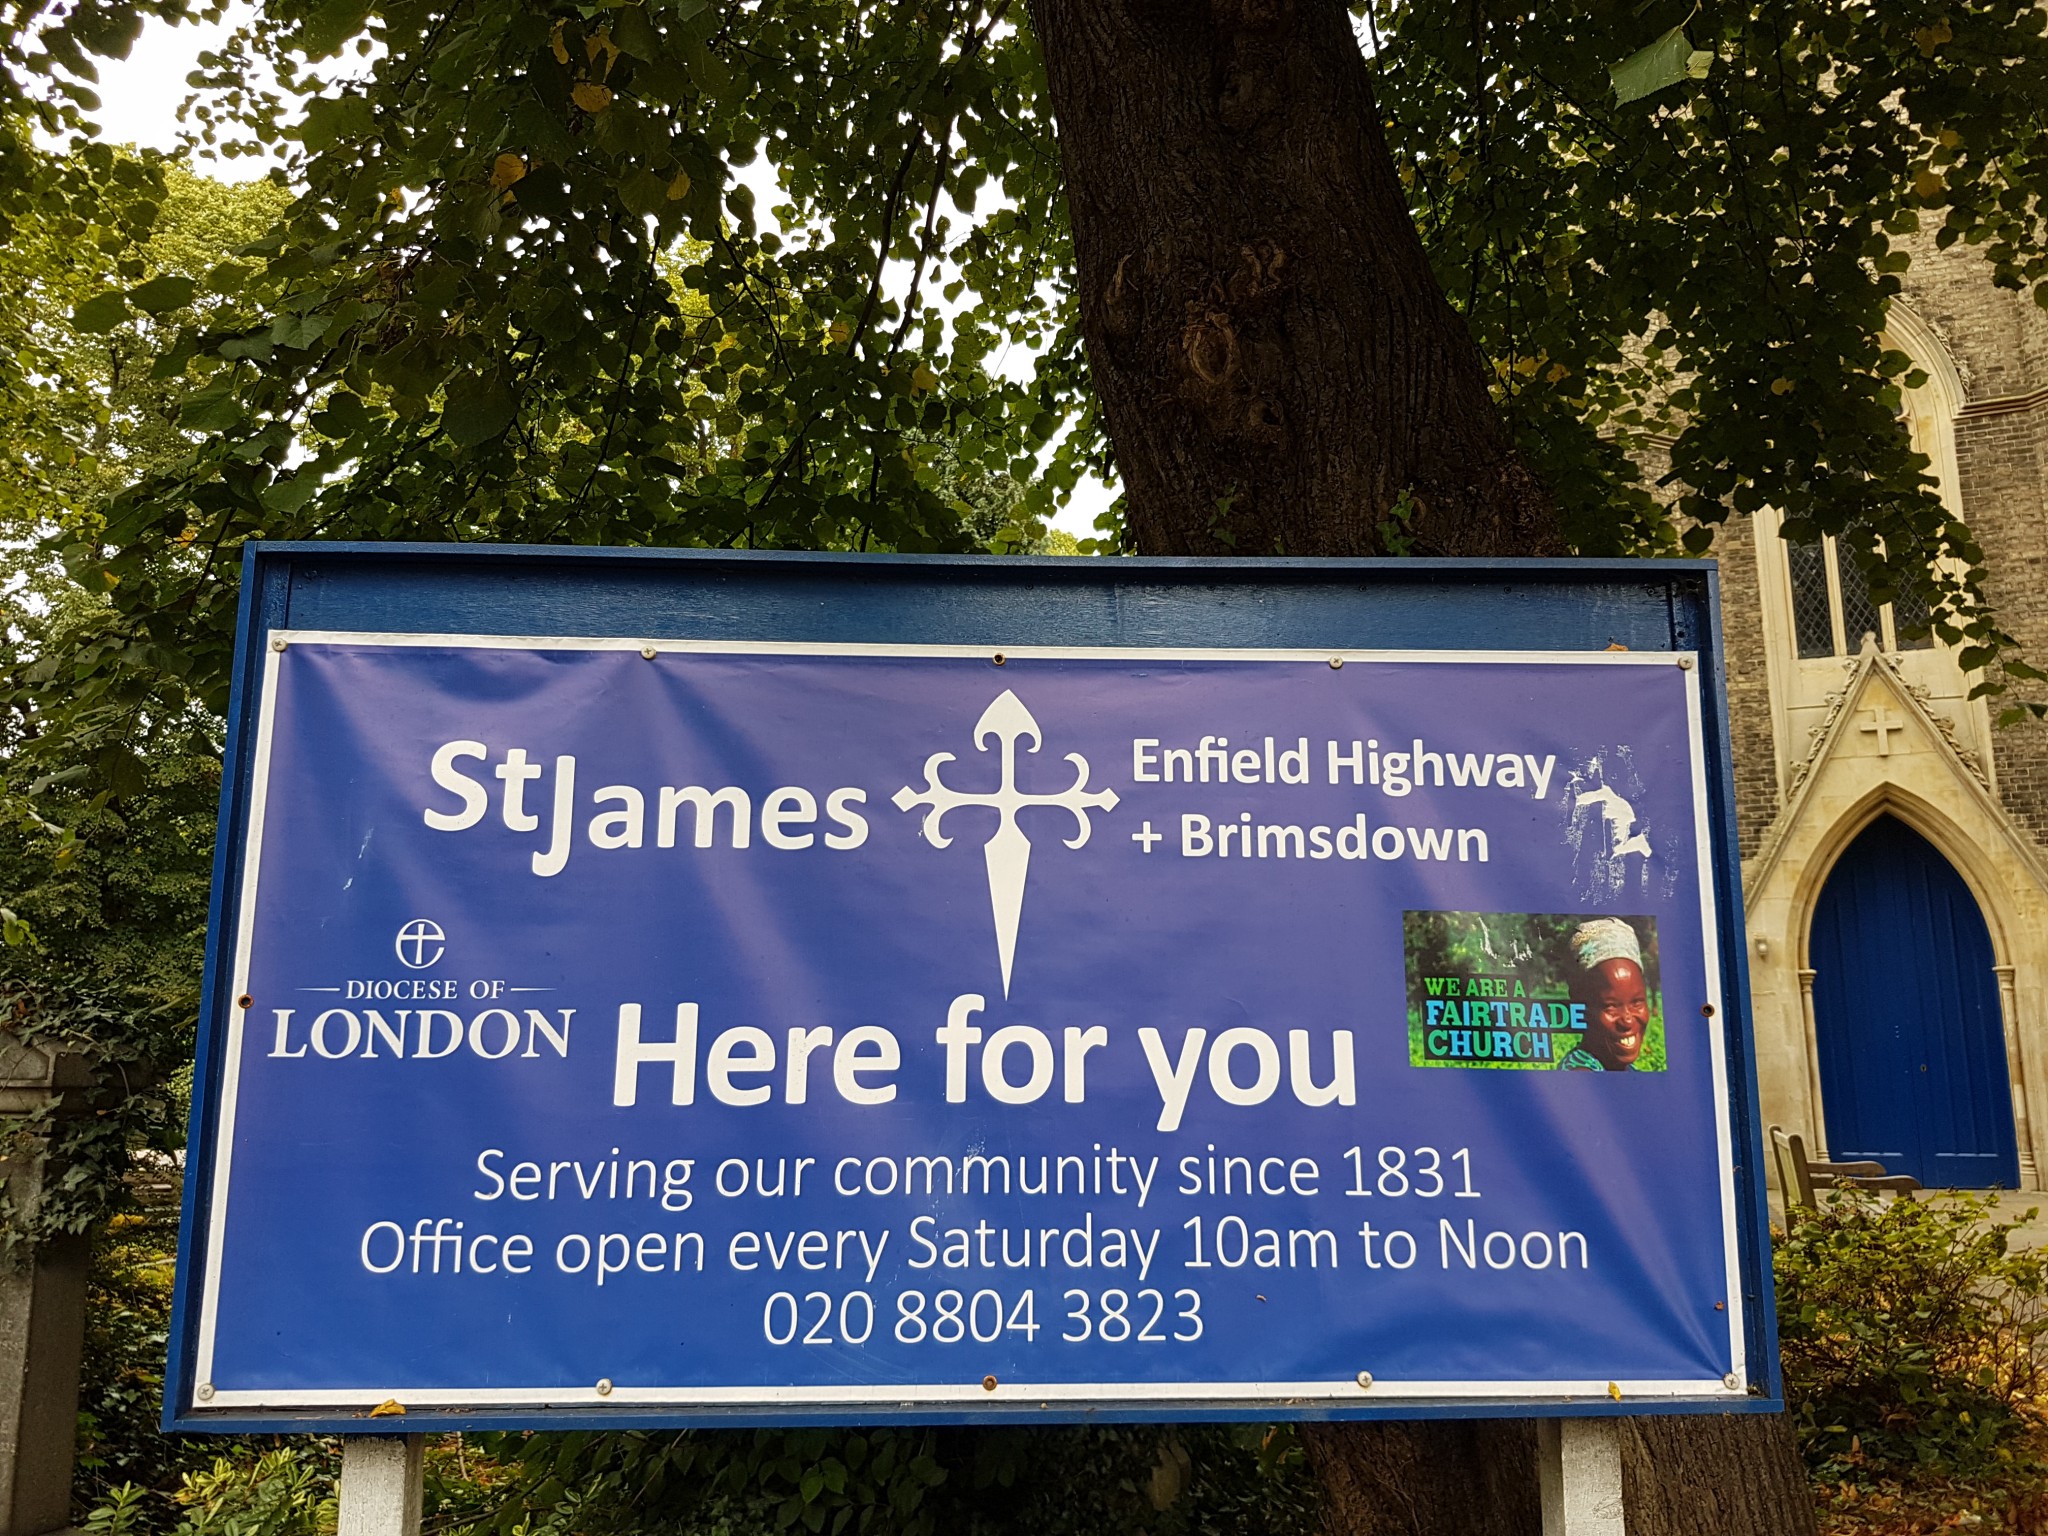 St James
Enfield Highway
+ Brimsdown
DIOCESE OF
LONDON
Here for you
WE ARE A
FAIRTRADE
CHURCH
Serving our community since 1831
Office open every Saturday 10am to Noon
020 8804 3823